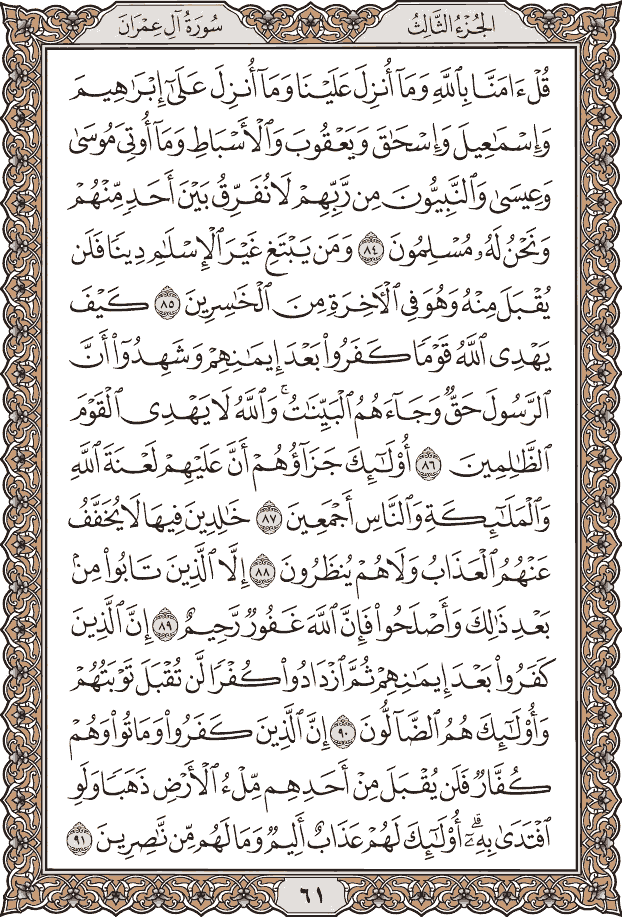 الجُزْءُ الثَّالِثُ
سُورَةُ آلِ عِمْرَانَ
قُلْ ءَامَنَّا بِٱللَّهِ وَمَآ أُنزِلَ عَلَيْنَا وَمَآ أُنزِلَ عَلَىٰٓ إِبْرَٰهِيمَ
وَإِسْمَٰعِيلَ وَإِسْحَٰقَ وَيَعْقُوبَ وَٱلْأَسْبَاطِ وَمَآ أُوتِىَ مُوسَىٰ
وَعِيسَىٰ وَٱلنَّبِيُّونَ مِن رَّبِّهِمْ لَا نُفَرِّقُ بَيْنَ أَحَدٍ مِّنْهُمْ
وَنَحْنُ لَهُۥ مُسْلِمُونَ ٨٤ وَمَن يَبْتَغِ غَيْرَ ٱلْإِسْلَٰمِ دِينًا فَلَن
يُقْبَلَ مِنْهُ وَهُوَ فِى ٱلْأَخِرَةِ مِنَ ٱلْخَٰسِرِينَ ٨٥ كَيْفَ
يَهْدِى ٱللَّهُ قَوْمًا كَفَرُوا۟ بَعْدَ إِيمَٰنِهِمْ وَشَهِدُوٓا۟ أَنَّ
ٱلرَّسُولَ حَقٌّ وَجَآءَهُمُ ٱلْبَيِّنَٰتُ ۚ وَٱللَّهُ لَا يَهْدِى ٱلْقَوْمَ
ٱلظَّٰلِمِينَ ٨٦ أُو۟لَٰٓئِكَ جَزَآؤُهُمْ أَنَّ عَلَيْهِمْ لَعْنَةَ ٱللَّهِ
وَٱلْمَلَٰٓئِكَةِ وَٱلنَّاسِ أَجْمَعِينَ ٨٧ خَٰلِدِينَ فِيهَا لَا يُخَفَّفُ
عَنْهُمُ ٱلْعَذَابُ وَلَا هُمْ يُنظَرُونَ ٨٨ إِلَّا ٱلَّذِينَ تَابُوا۟ مِنۢ
بَعْدِ ذَٰلِكَ وَأَصْلَحُوا۟ فَإِنَّ ٱللَّهَ غَفُورٌ رَّحِيمٌ ٨٩ إِنَّ ٱلَّذِينَ
كَفَرُوا۟ بَعْدَ إِيمَٰنِهِمْ ثُمَّ ٱزْدَادُوا۟ كُفْرًا لَّن تُقْبَلَ تَوْبَتُهُمْ
وَأُو۟لَٰٓئِكَ هُمُ ٱلضَّآلُّونَ ٩٠ إِنَّ ٱلَّذِينَ كَفَرُوا۟ وَمَاتُوا۟ وَهُمْ
كُفَّارٌ فَلَن يُقْبَلَ مِنْ أَحَدِهِم مِّلْءُ ٱلْأَرْضِ ذَهَبًا وَلَوِ
ٱفْتَدَىٰ بِهِۦٓ ۗ أُو۟لَٰٓئِكَ لَهُمْ عَذَابٌ أَلِيمٌ وَمَا لَهُم مِّن نَّٰصِرِينَ ٩١
٦١